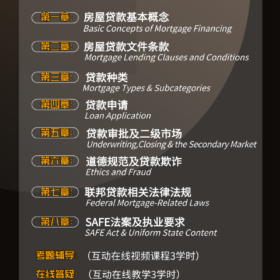 第一章: 房屋贷款基本概念
Basic Concepts of Mortgage Financing
第二章: 房屋贷款文件条款
Mortgage Lending Clauses and Conditions
第三章: 贷款种类
Mortgage Types & Subcategories
第四章: 贷款申请
Loan Application
第五章: 贷款审批及二级市场
Underwriting,Closing & the Secondary Market
第六章: 道德规范及贷款欺诈
Ethics and Fraud
第七章: 联邦贷款相关法律法规
Federal Mortgage-Related Laws
第八章: SAFE法案及执业要求
SAFE Act & Uniform State Content
考题辅导 (互动在线视频课程3学时)
在线答疑 (互动在线教学3学时)